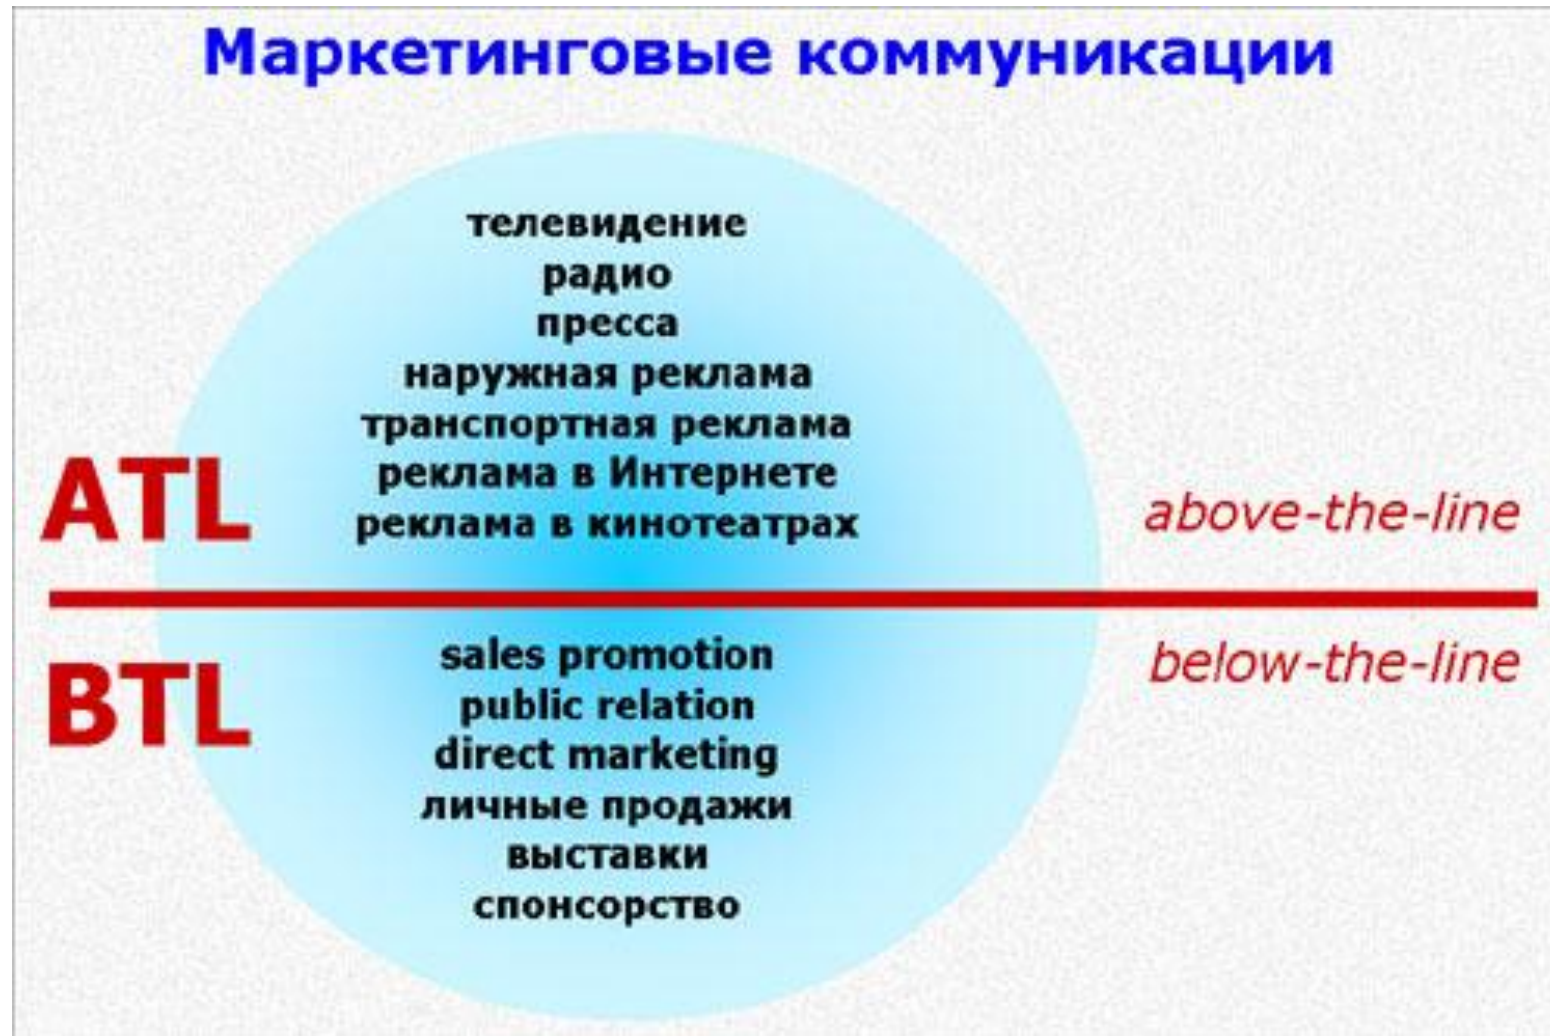 Маркетинговые коммуникации
телевидение
радио
пресса
наружная реклама
транспортная реклама
реклама в Интернете
реклама в кинотеатрах
ATL
above-the-line
BTL
below-the-line
sales promotion
public relation
direct marketing
личные продажи
выставки
спонсорство